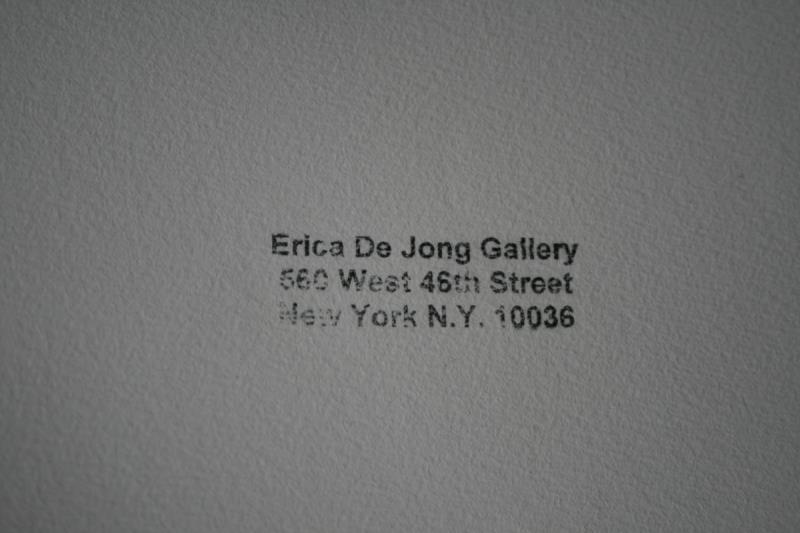 Erica De Jong Gallery
560 West 46th Street
New York N.Y. 10036